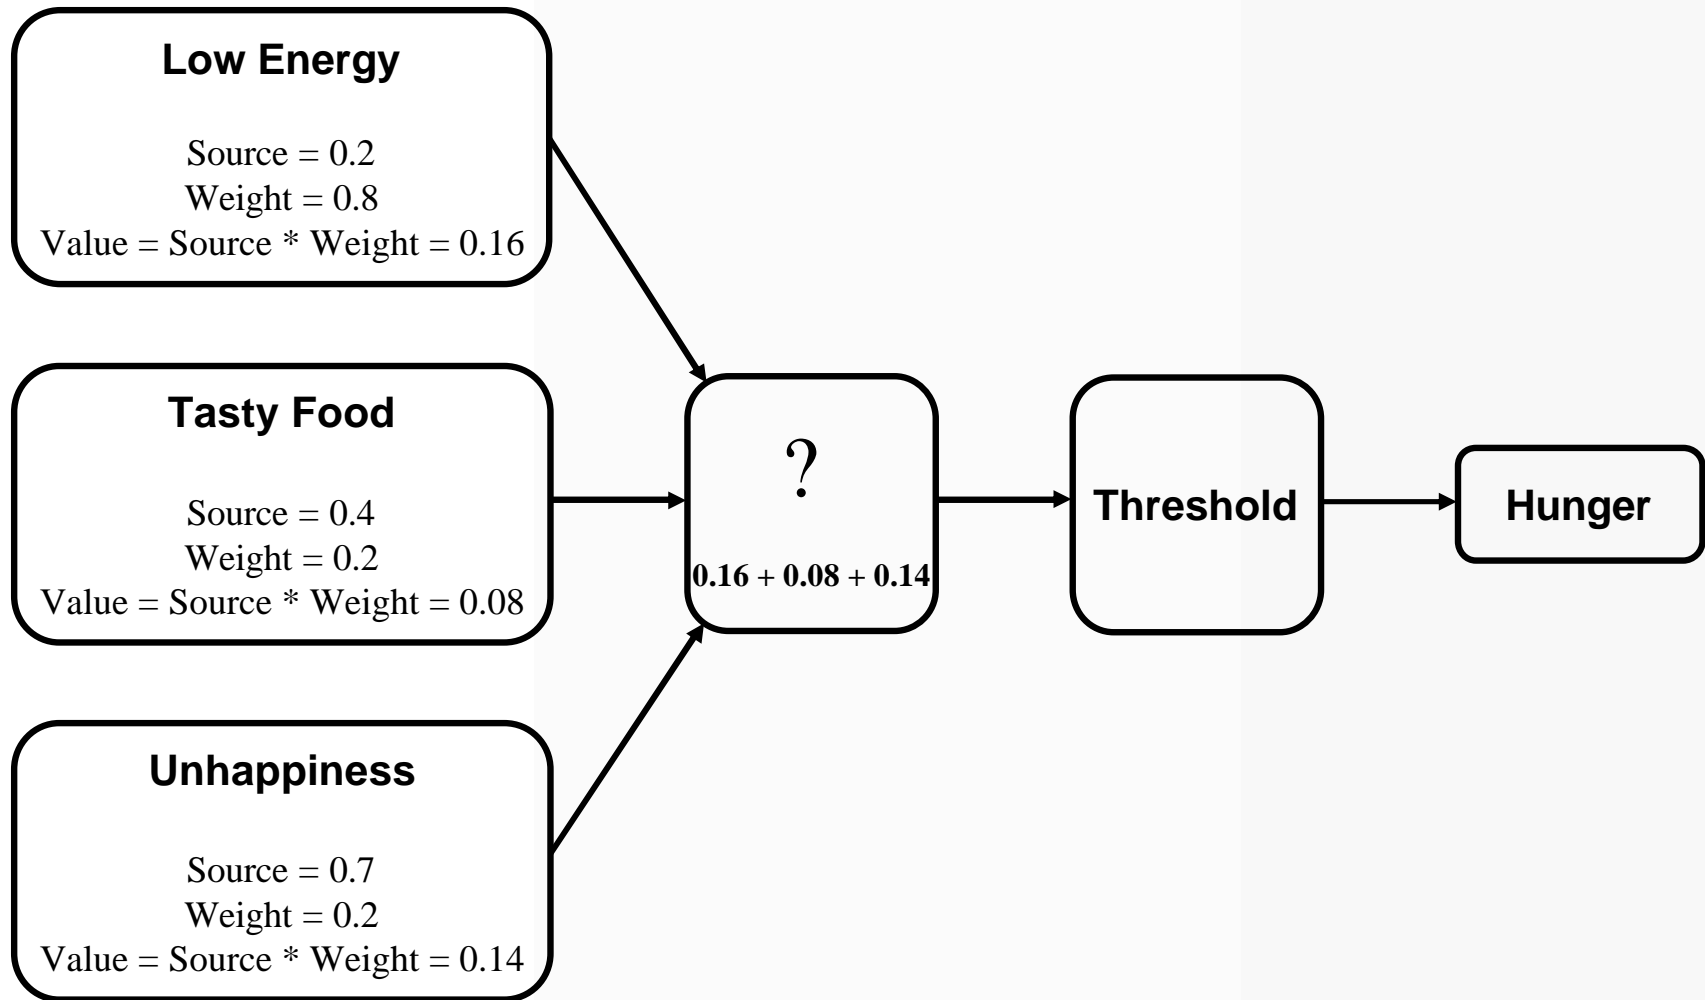 Low Energy
Source = 0.2
Weight = 0.8
Value = Source * Weight = 0.16
Tasty Food
Source = 0.4
Weight = 0.2
Value = Source * Weight = 0.08
Unhappiness
Source = 0.7
Weight = 0.2
Value = Source * Weight = 0.14
?
0.16 + 0.08 + 0.14
Threshold
Hunger